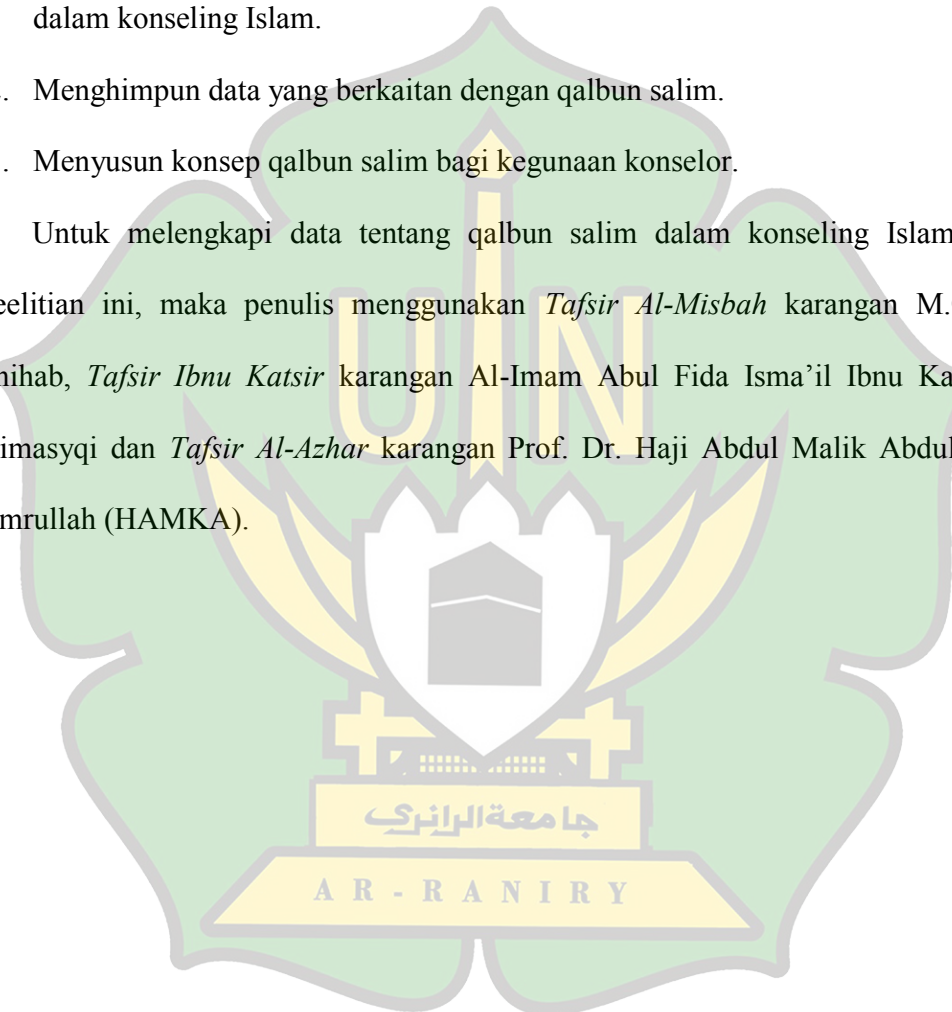 dalam konseling Islam.
. Menghimpun data yang berkaitan dengan qalbun salim.
. Menyusun konsep qalbun salim bagi kegunaan konselor.
Untuk melengkapi data tentang qalbun salim dalam konseling Islam
eelitian ini, maka penulis menggunakan Tafsir Al-Misbah karangan M.
hihab, Tafsir Ibnu Katsir karangan Al-Imam Abul Fida Isma’il Ibnu Ka
imasyqi dan Tafsir Al-Azhar karangan Prof. Dr. Haji Abdul Malik Abdul
mrullah (HAMKA).
UIN
جامعة الرانري
AR-RANIRY